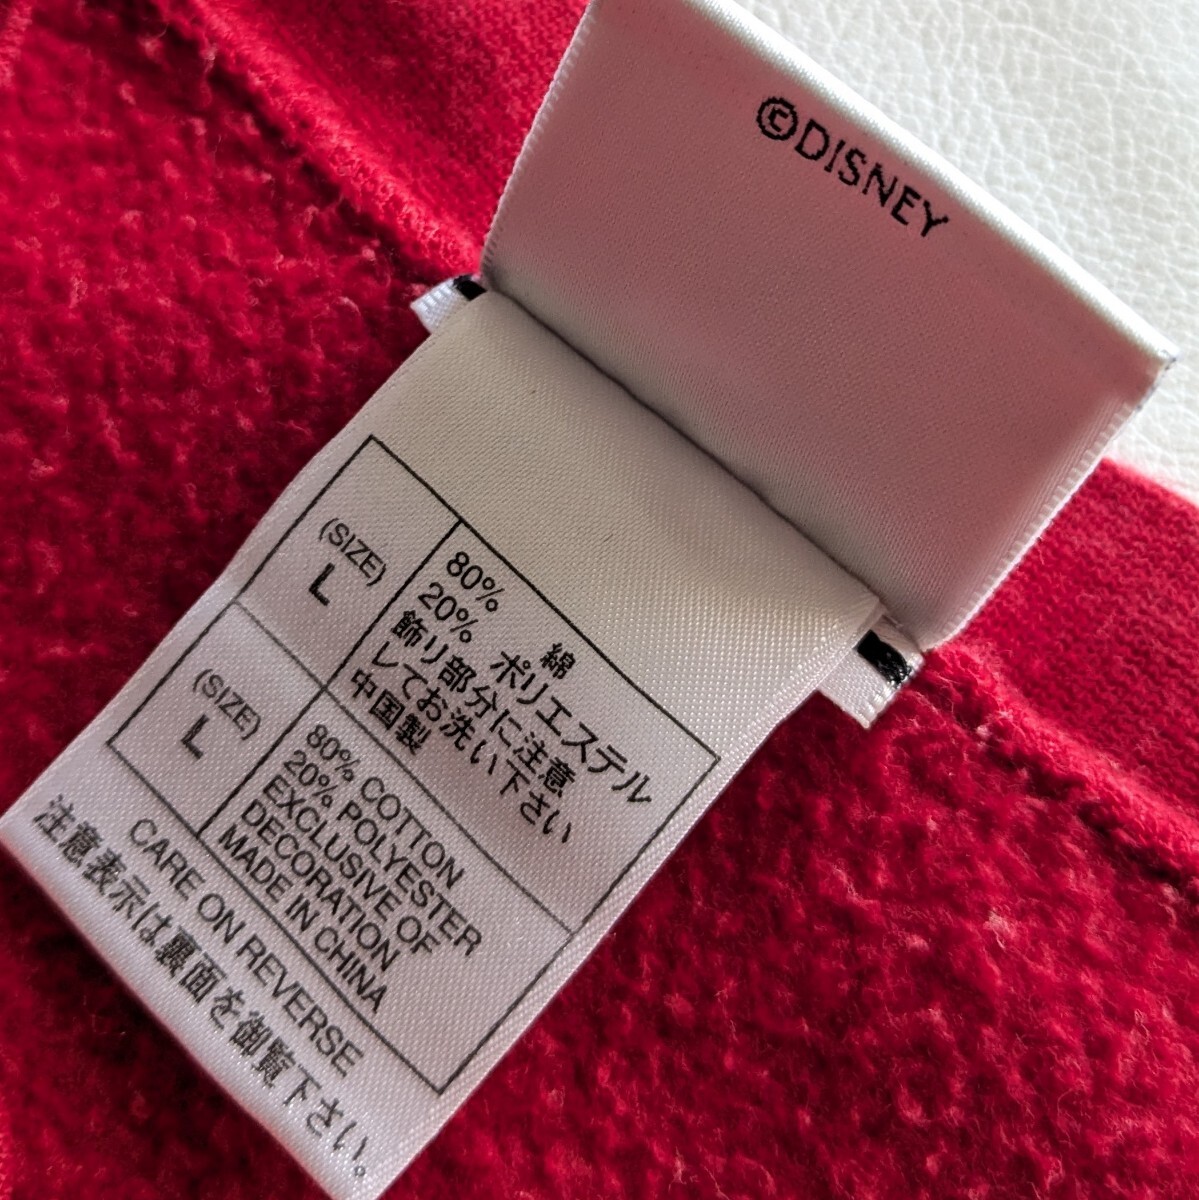 ©DISNEY
(SIZE)
L
80% 綿
20% ポリエステル
飾り部分に注意
してお洗い下さい
中国製
(SIZE)
L
80% COTTON
20% POLYESTER
EXCLUSIVE OF
DECORATION
MADE IN CHINA
CARE ON REVERSE
注意表示は裏面を御覧下さい。